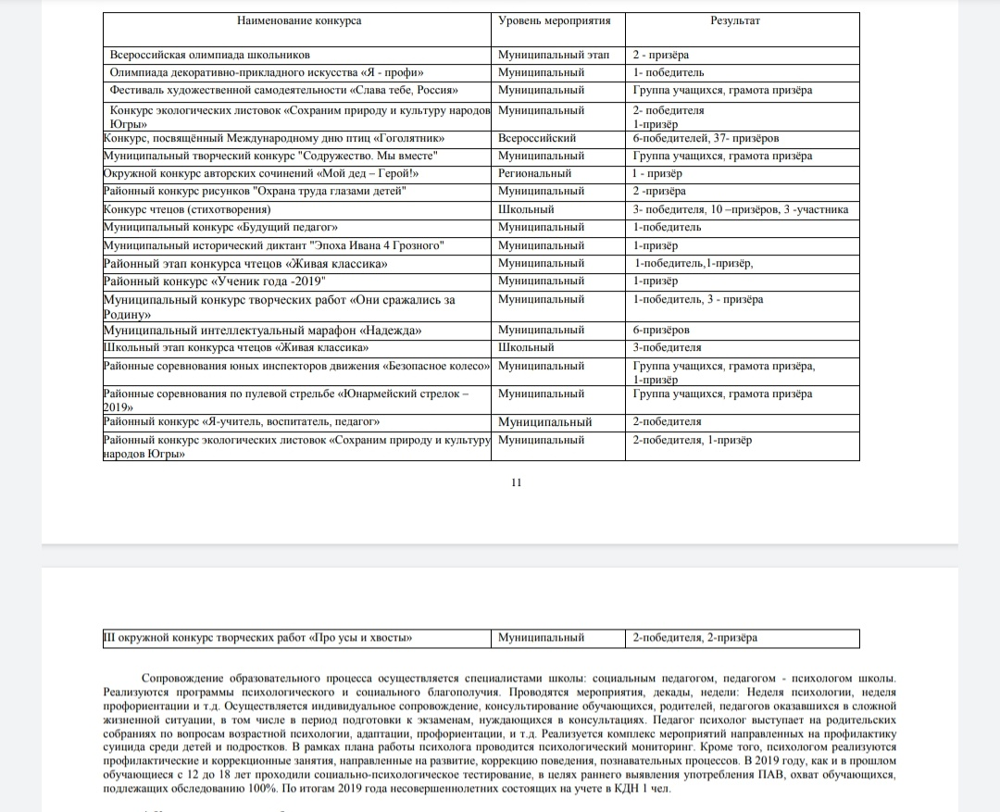 Наименование конкурса Уровень мероприятия Результат
Всероссийская олимпиада школьников Муниципальный этап 2 - призёра
Олимпиада декоративно-прикладного искусства «Я - профи» Муниципальный 1- победитель
Фестиваль художественной самодеятельности «Слава тебе, Россия» Муниципальный Группа учащихся, грамота призёра
Конкурс экологических листовок «Сохраним природу и культуру народов Муниципальный 2- победителя
Югры» 1-призёр
Конкурс, посвящённый Международному дню птиц «Гоголятник» Всероссийский 6-победителей, 37- призёров
Муниципальный творческий конкурс "Содружество. Мы вместе" Муниципальный Группа учащихся, грамота призёра
Окружной конкурс авторских сочинений «Мой дед – Герой!» Региональный 1 - призёр
Районный конкурс рисунков "Охрана труда глазами детей" Муниципальный 2 -призёра
Конкурс чтецов (стихотворения) Школьный 3- победителя, 10 –призёров, 3 -участника
Муниципальный конкурс «Будущий педагог» Муниципальный 1-победитель
Муниципальный исторический диктант "Эпоха Ивана 4 Грозного" Муниципальный 1-призёр
Районный этап конкурса чтецов «Живая классика» Муниципальный 1-победитель,1-призёр,
Районный конкурс «Ученик года -2019" Муниципальный 1-призёр
Муниципальный конкурс творческих работ «Они сражались за Муниципальный 1-победитель, 3 - призёра
Родину»
Муниципальный интеллектуальный марафон «Надежда» Муниципальный 6-призёров
Школьный этап конкурса чтецов «Живая классика» Школьный 3-победителя
Районные соревнования юных инспекторов движения «Безопасное колесо» Муниципальный Группа учащихся, грамота призёра,
1-призёр
Районные соревнования по пулевой стрельбе «Юнармейский стрелок – Муниципальный Группа учащихся, грамота призёра
2019»
Районный конкурс «Я-учитель, воспитатель, педагог» Муниципальный 2-победителя
Районный конкурс экологических листовок «Сохраним природу и культуру Муниципальный 2-победителя, 1-призёр
народов Югры»
11
III окружной конкурс творческих работ «Про усы и хвосты» Муниципальный 2-победителя, 2-призёра
Сопровождение образовательного процесса осуществляется специалистами школы: социальным педагогом, педагогом - психологом школы.
Реализуются программы психологического и социального благополучия. Проводятся мероприятия, декады, недели: Неделя психологии, неделя
профориентации и т.д. Осуществляется индивидуальное сопровождение, консультирование обучающихся, родителей, педагогов оказавшихся в сложной
жизненной ситуации, в том числе в период подготовки к экзаменам, нуждающихся в консультациях. Педагог психолог выступает на родительских
собраниях по вопросам возрастной психологии, адаптации, профориентации, и т.д. Реализуется комплекс мероприятий направленных на профилактику
суицида среди детей и подростков. В рамках плана работы психолога проводится психологический мониторинг. Кроме того, психологом реализуются
профилактические и коррекционные занятия, направленные на развитие, коррекцию поведения, познавательных процессов. В 2019 году, как и в прошлом
обучающиеся с 12 до 18 лет проходили социально-психологическое тестирование, в целях раннего выявления употребления ПАВ, охват обучающихся,
подлежащих обследованию 100%. По итогам 2019 года несовершеннолетних состоящих на учете в КДН 1 чел.